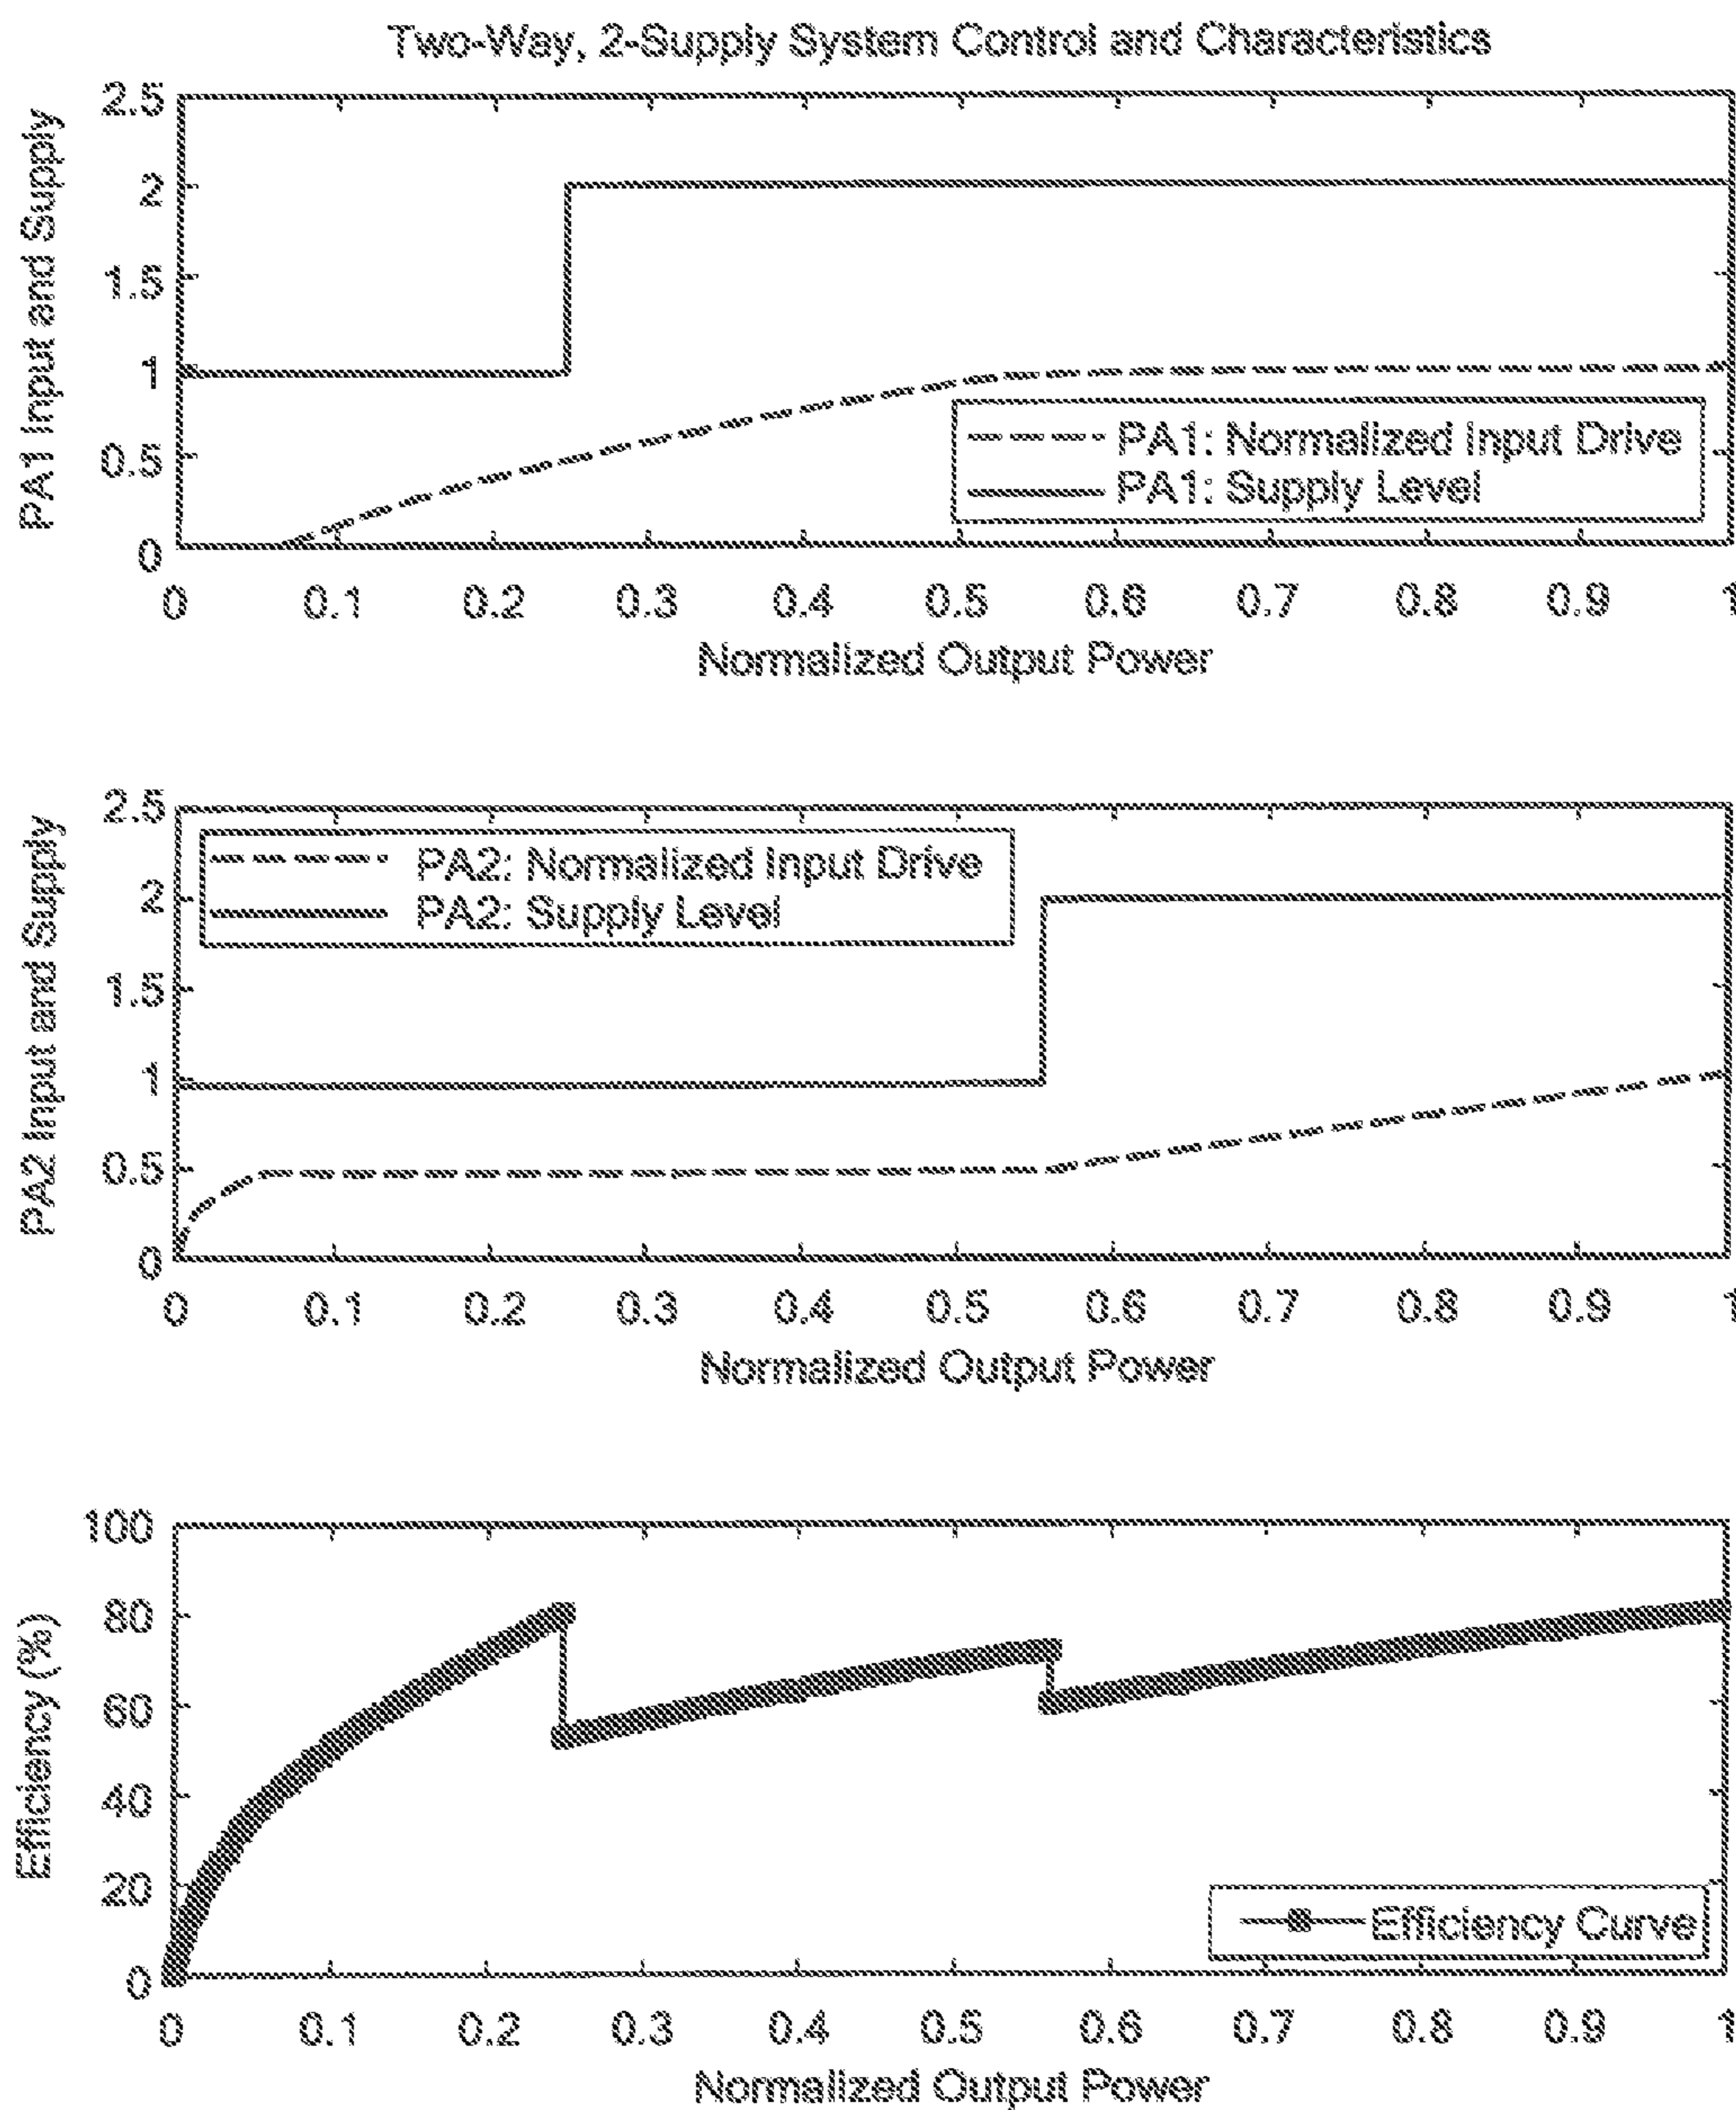 Two-Way, 2-Supply System Control and Characteristics
PA1 Input and Supply
2.5
2
1.5
1
0.5
0
PA1: Normalized Input Drive
PA1: Supply Level
0 0.1 0.2 0.3 0.4 0.5 0.6 0.7 0.8 0.9 1
Normalized Output Power
PA2 Input and Supply
2.5
2
1.5
1
0.5
0
PA2: Normalized Input Drive
PA2: Supply Level
0 0.1 0.2 0.3 0.4 0.5 0.6 0.7 0.8 0.9 1
Normalized Output Power
Efficiency (%)
100
80
60
40
20
0
Efficiency Curve
0 0.1 0.2 0.3 0.4 0.5 0.6 0.7 0.8 0.9 1
Normalized Output Power